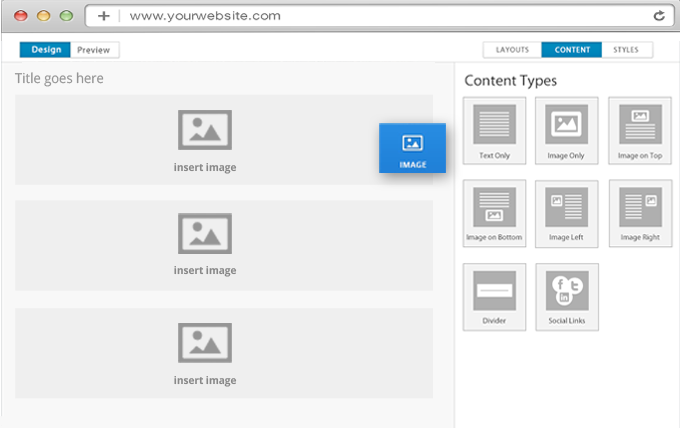 www.yourwebsite.com
Design Preview
LAYOUTS CONTENT STYLES
Title goes here
insert image
IMAGE
insert image
insert image
Content Types
Text Only Image Only Image on Top
Image on Bottom Image Left Image Right
Divider Social Links